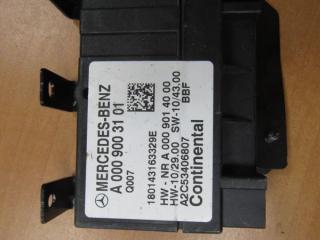 MERCEDES-BENZ
A 000 900 31 01
Q007
180143163329E
HW - NR A 000 901 40 00
HW-10/29.00 SW-10/43.00
A2C53406807 BBF
Continental